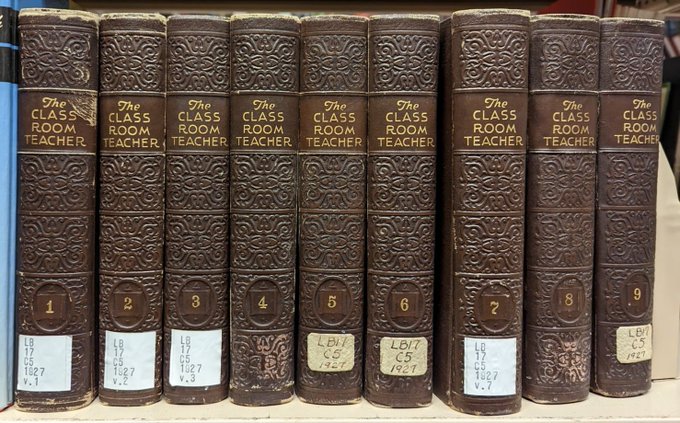 The
CLASS
ROOM
TEACHER
1
LB
17
C5
1927
v.1
The
CLASS
ROOM
TEACHER
2
LB
17
C5
1927
v.2
The
CLASS
ROOM
TEACHER
3
LB
17
C5
1927
v.3
The
CLASS
ROOM
TEACHER
4
The
CLASS
ROOM
TEACHER
5
LB17
C5
1927
The
CLASS
ROOM
TEACHER
6
LB17
C5
1927
The
CLASS
ROOM
TEACHER
7
LB
17
C5
1927
v.7
The
CLASS
ROOM
TEACHER
8
The
CLASS
ROOM
TEACHER
9
LB17
C5
1927